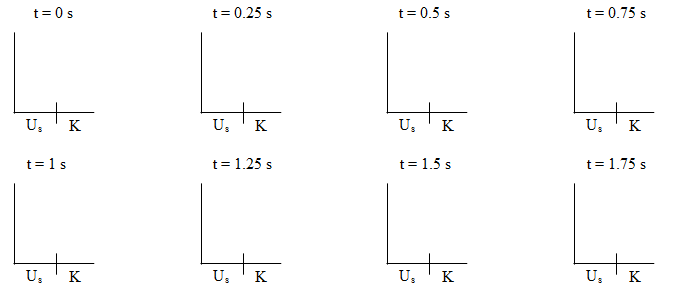 t = 0 s t = 0.25 s t = 0.5 s t = 0.75 s
Uₛ K Uₛ K Uₛ K Uₛ K
t = 1 s t = 1.25 s t = 1.5 s t = 1.75 s
Uₛ K Uₛ K Uₛ K Uₛ K